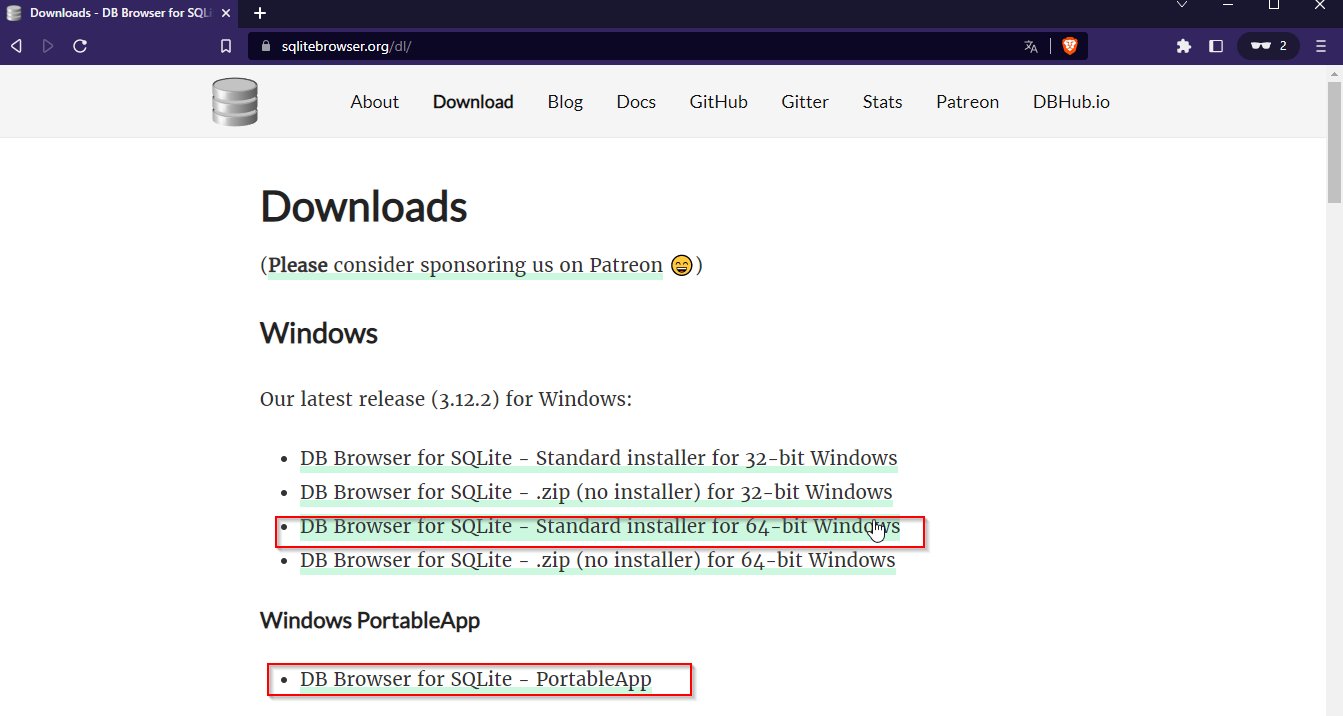 Downloads - DB Browser for SQLi
sqlitebrowser.org/dl/
2
About Download Blog Docs GitHub Gitter Stats Patreon DBHub.io
Downloads
(Please consider sponsoring us on Patreon 😄)
Windows
Our latest release (3.12.2) for Windows:
• DB Browser for SQLite - Standard installer for 32-bit Windows
• DB Browser for SQLite - .zip (no installer) for 32-bit Windows
• DB Browser for SQLite - Standard installer for 64-bit Windows
• DB Browser for SQLite - .zip (no installer) for 64-bit Windows
Windows PortableApp
• DB Browser for SQLite - PortableApp